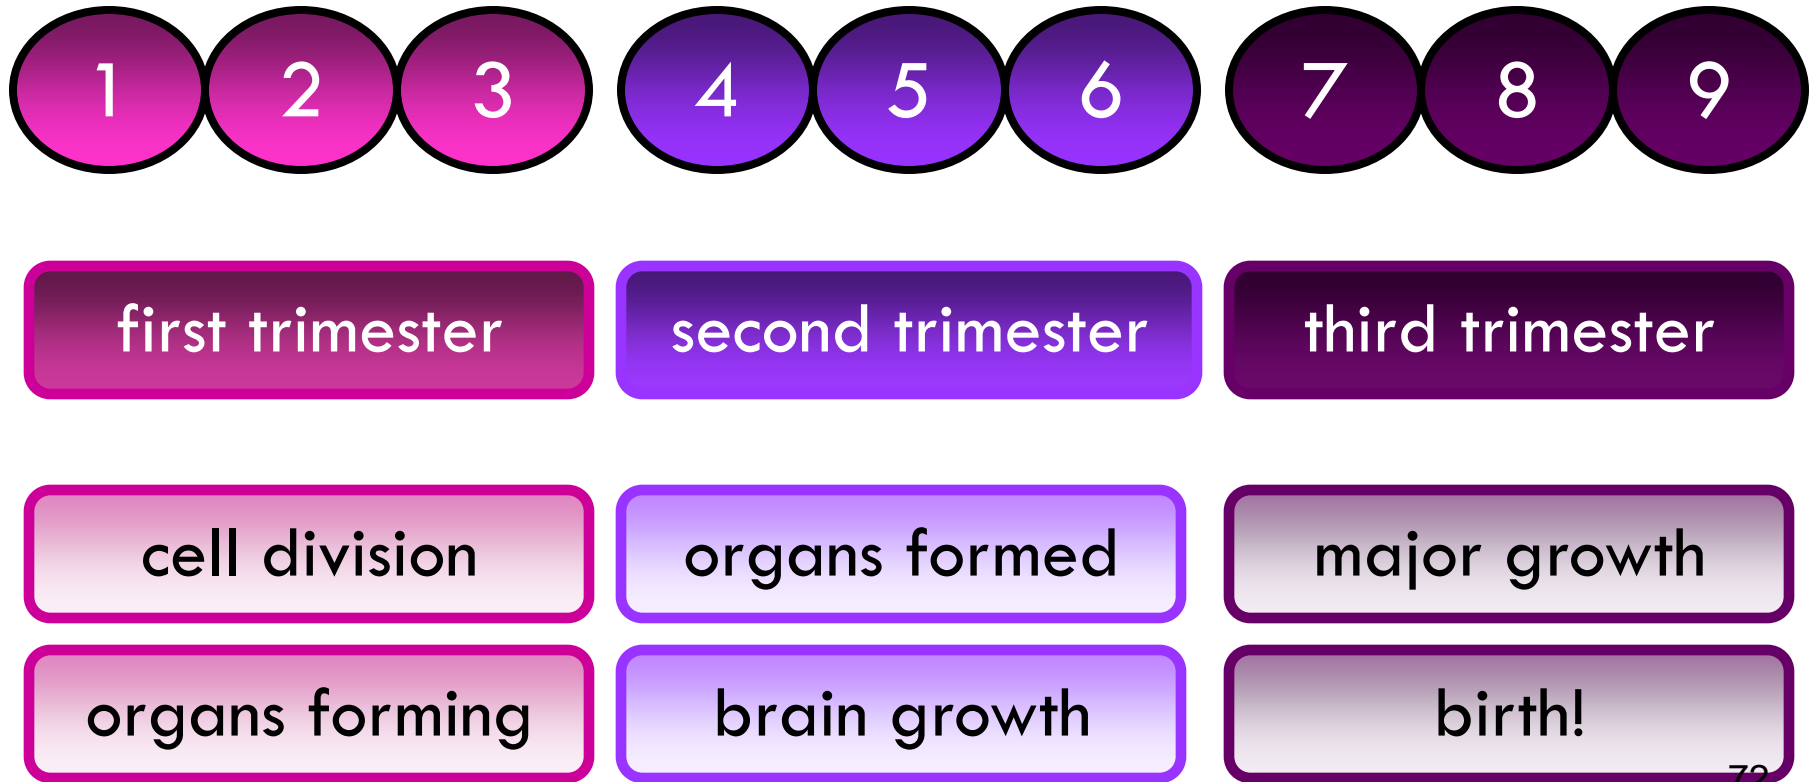 1 2 3 4 5 6 7 8 9
first trimester second trimester third trimester
cell division organs formed major growth
organs forming brain growth birth!
72